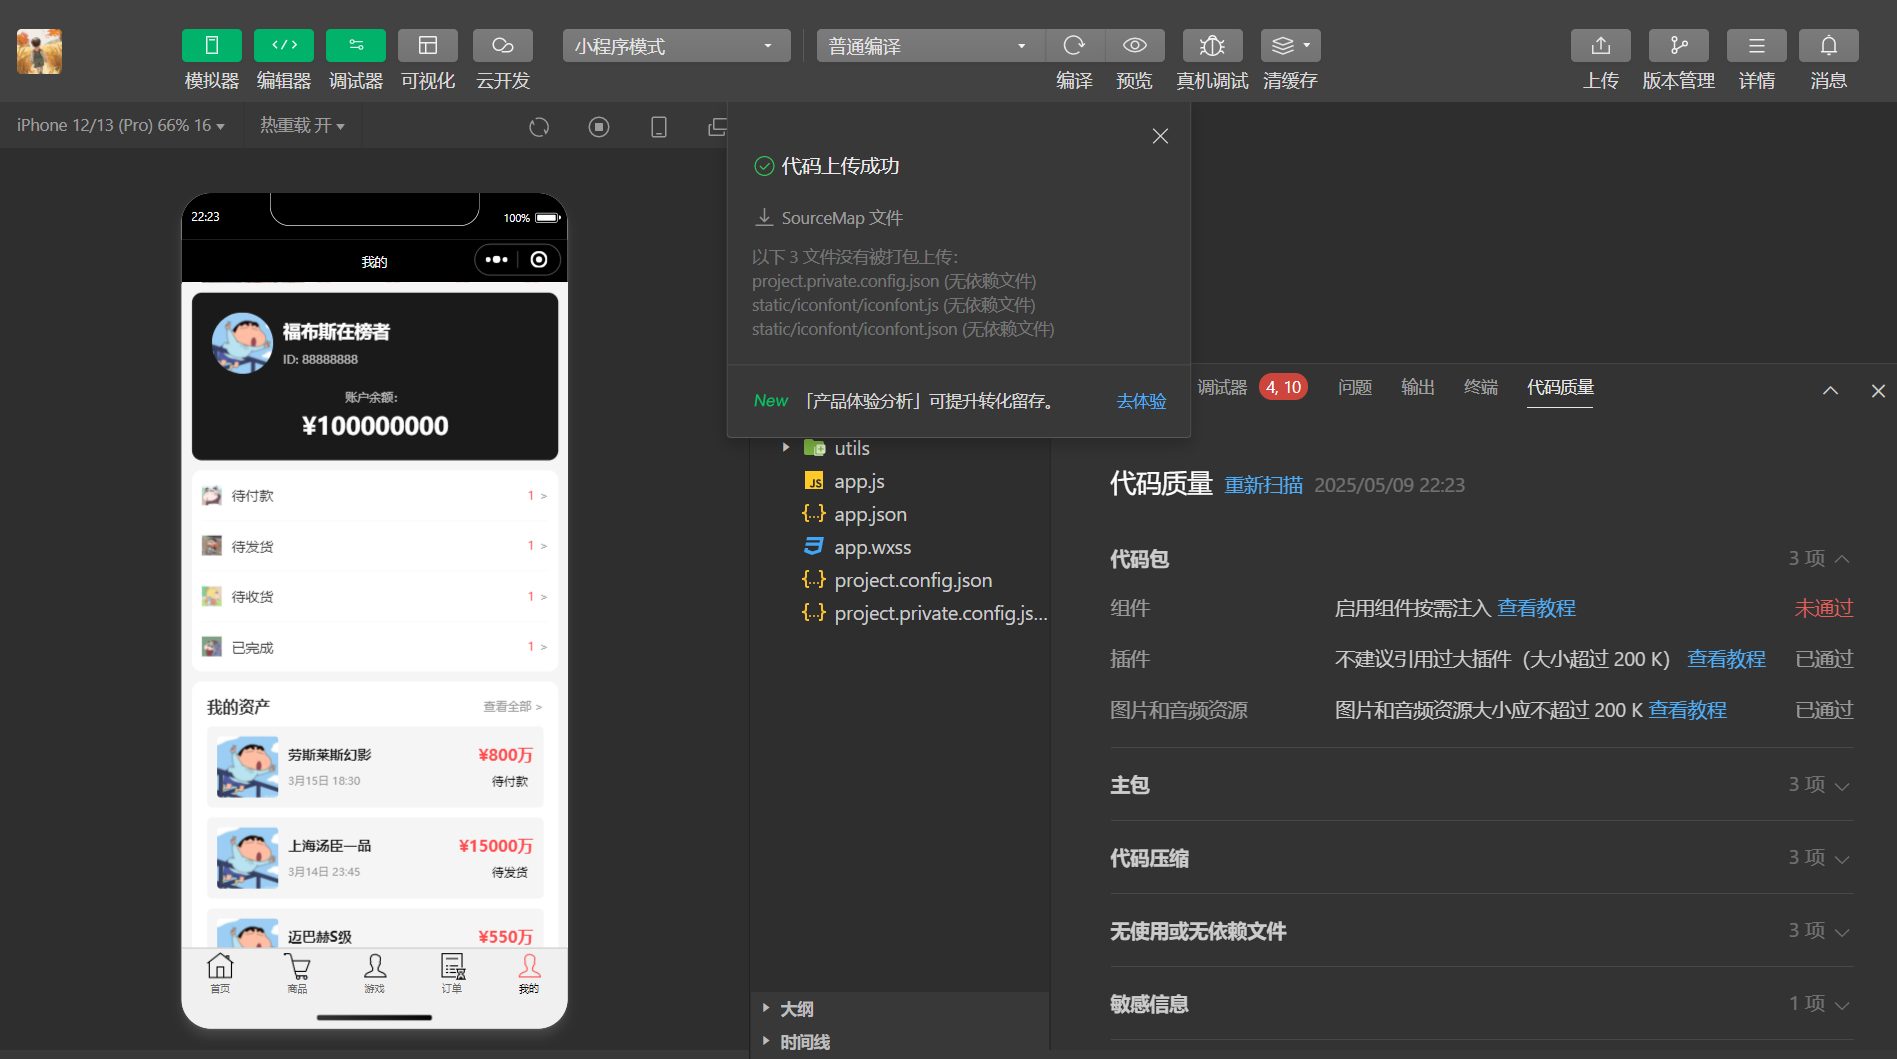 模拟器
编辑器
调试器
可视化
云开发
小程序模式
普通编译
编译
预览
真机调试
清缓存
上传
版本管理
详情
消息
iPhone 12/13 (Pro) 66% 16
热重载 开
22:23
100%
我的
福布斯在榜者
ID: 88888888
账户余额:
¥100000000
待付款
1 >
待发货
1 >
待收货
1 >
已完成
1 >
我的资产
查看全部 >
劳斯莱斯幻影
¥800万
3月15日 18:30
待付款
上海汤臣一品
¥15000万
3月14日 23:45
待发货
迈巴赫S级
¥550万
首页
商品
游戏
订单
我的
代码上传成功
SourceMap 文件
以下 3 文件没有被打包上传:
project.private.config.json (无依赖文件)
static/iconfont/iconfont.js (无依赖文件)
static/iconfont/iconfont.json (无依赖文件)
New 「产品体验分析」可提升转化留存。 去体验
utils
JS app.js
{..} app.json
app.wxss
{..} project.config.json
{..} project.private.config.js...
大纲
时间线
调试器 4, 10
问题
输出
终端
代码质量
代码质量 重新扫描 2025/05/09 22:23
代码包 3 项
组件 启用组件按需注入 查看教程 未通过
插件 不建议引用过大插件（大小超过 200 K） 查看教程 已通过
图片和音频资源 图片和音频资源大小应不超过 200 K 查看教程 已通过
主包 3 项
代码压缩 3 项
无使用或无依赖文件 3 项
敏感信息 1 项